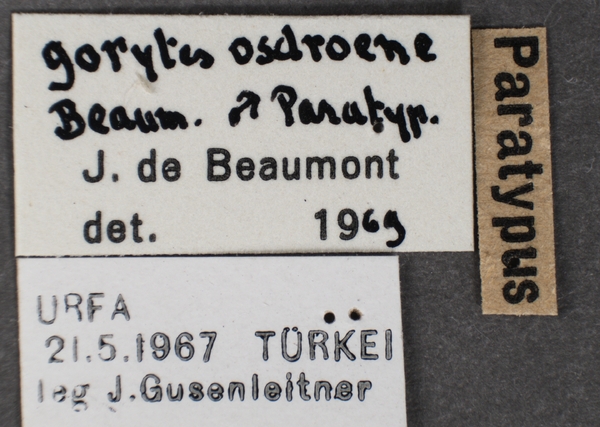 gorytes osdroene
Beaum. ♂ Paratyp.
J. de Beaumont
det. 1969
Paratypus
URFA
21.5.1967 TÜRKEI
leg J.Gusenleitner